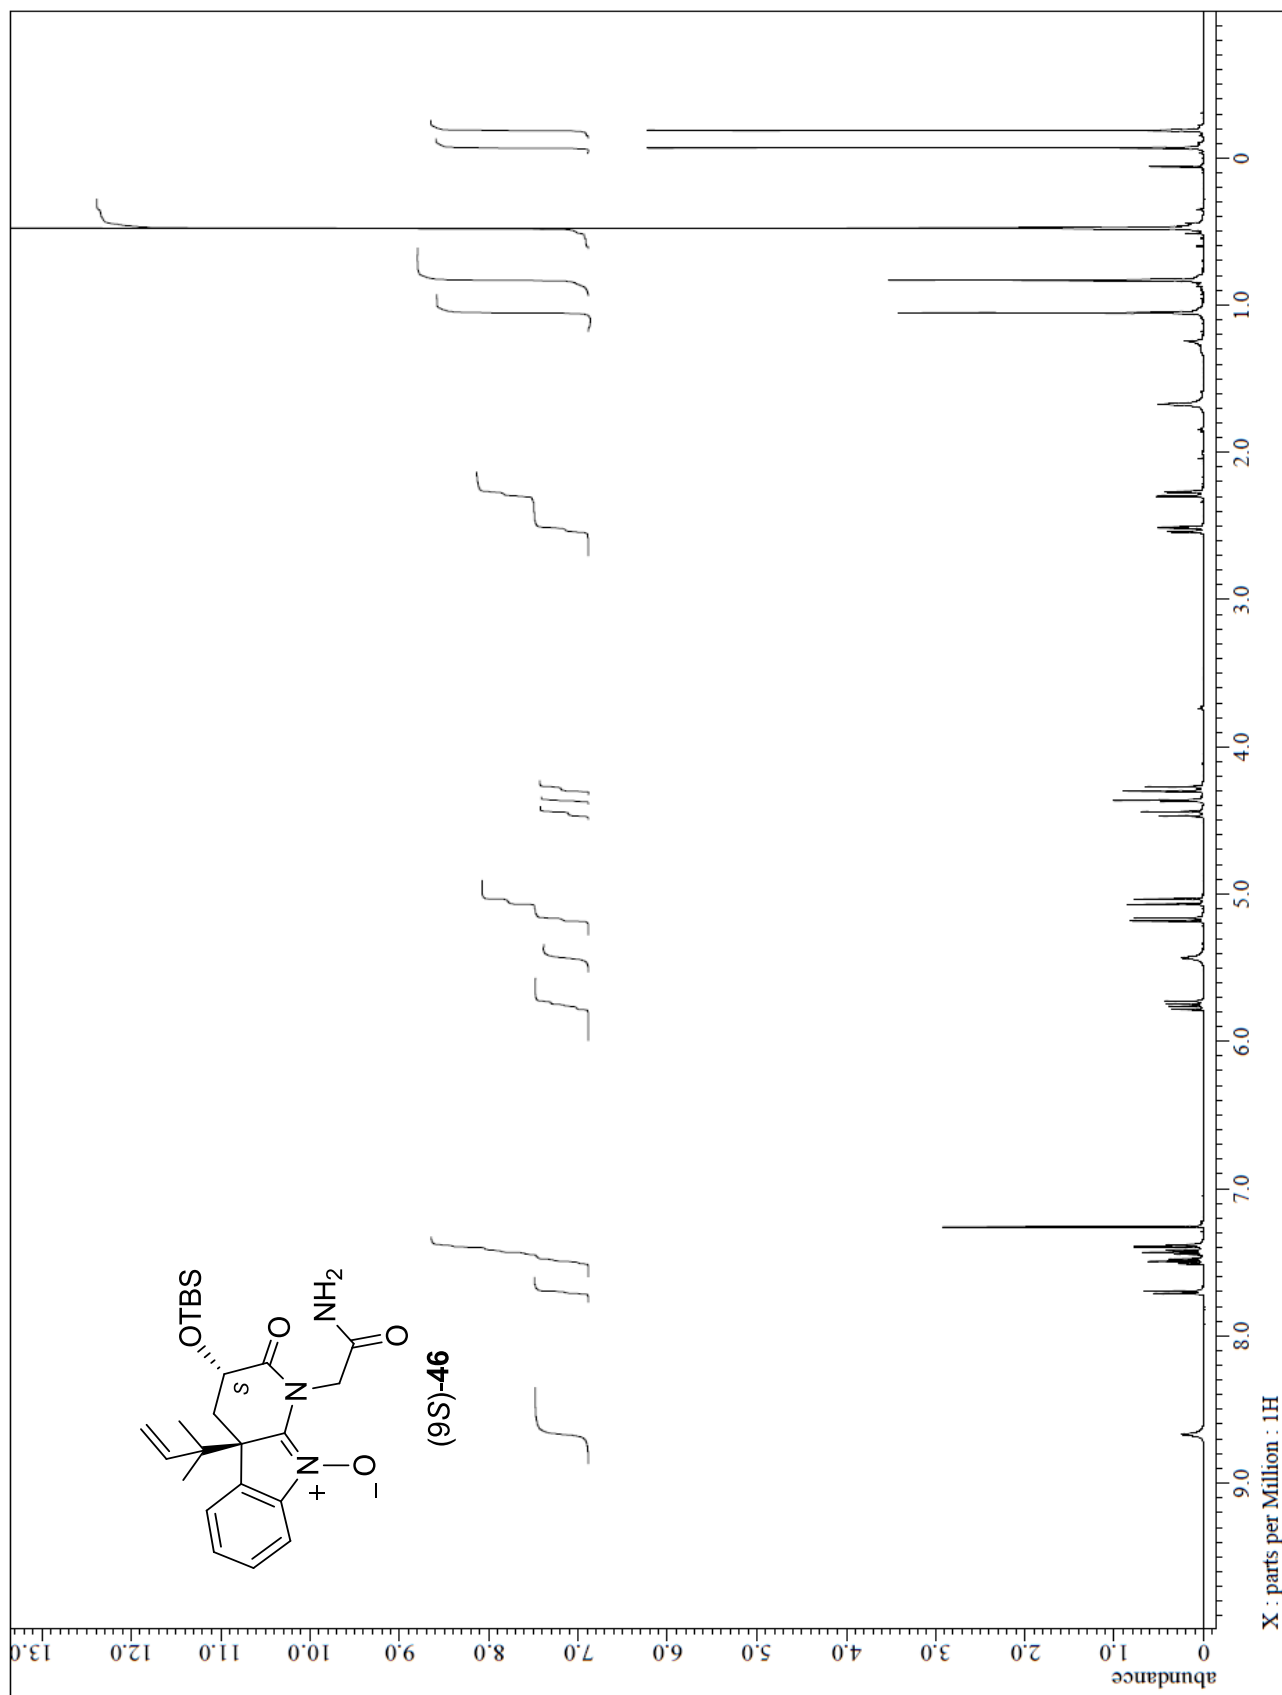 OTBS
S
O
N
NH2
O
N
+
O
−
(9S)-46
abundance
0 1.0 2.0 3.0 4.0 5.0 6.0 7.0 8.0 9.0 10.0 11.0 12.0 13.0
9.0 8.0 7.0 6.0 5.0 4.0 3.0 2.0 1.0 0
X : parts per Million : 1H